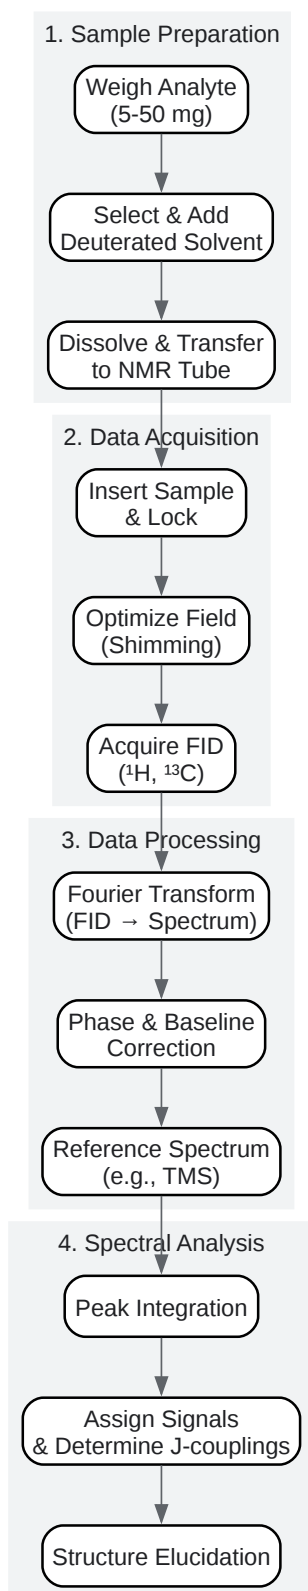 1. Sample Preparation
Weigh Analyte
(5-50 mg)
Select & Add
Deuterated Solvent
Dissolve & Transfer
to NMR Tube
2. Data Acquisition
Insert Sample
& Lock
Optimize Field
(Shimming)
Acquire FID
(¹H, ¹³C)
3. Data Processing
Fourier Transform
(FID → Spectrum)
Phase & Baseline
Correction
Reference Spectrum
(e.g., TMS)
4. Spectral Analysis
Peak Integration
Assign Signals
& Determine J-couplings
Structure Elucidation